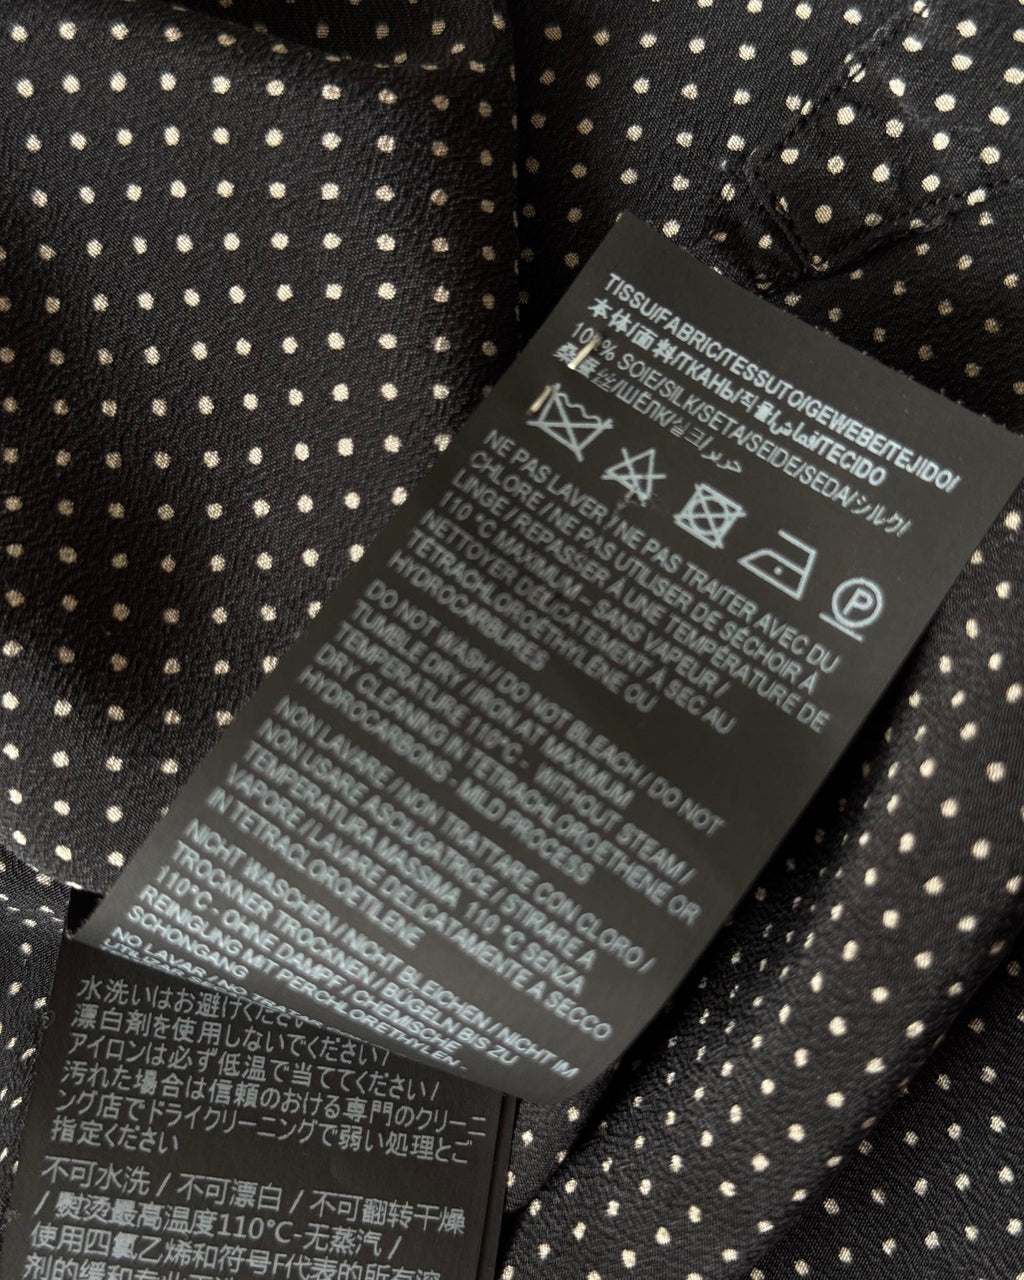 TISSU/FABRIC/TESSUTO/GEWEBE/TEJIDO/
本体/面料/ТКАНЬ/직물/قماش/TECIDO
100% SOIE/SILK/SETA/SEIDE/SEDA/シルク/
桑蚕丝/ШЁЛК/실크/حرير
P
NE PAS LAVER / NE PAS TRAITER AVEC DU
CHLORE / NE PAS UTILISER DE SÉCHOIR À
LINGE / REPASSER À UNE TEMPÉRATURE DE
110 °C MAXIMUM – SANS VAPEUR /
NETTOYER DÉLICATEMENT À SEC AU
TÉTRACHLOROÉTHYLÈNE OU
HYDROCARBURES
DO NOT WASH / DO NOT BLEACH / DO NOT
TUMBLE DRY / IRON AT MAXIMUM
TEMPERATURE 110°C - WITHOUT STEAM /
DRY CLEANING IN TETRACHLOROETHENE OR
HYDROCARBONS - MILD PROCESS
NON LAVARE / NON TRATTARE CON CLORO /
NON USARE ASCIUGATRICE / STIRARE A
TEMPERATURA MASSIMA 110 °C SENZA
VAPORE / LAVARE DELICATAMENTE A SECCO
IN TETRACLOROETILENE
NICHT WASCHEN / NICHT BLEICHEN / NICHT IM
TROCKNER TROCKNEN / BÜGELN BIS ZU
110°C - OHNE DAMPF / CHEMISCHE
REINIGUNG MIT PERCHLORETHYLEN-
SCHONGANG
NO LAVAR / NO
水洗いはお避けください
漂白剤を使用しないでください/
アイロンは必ず低温で当ててください/
汚れた場合は信頼のおける専門のクリーニ
ング店でドライクリーニングで弱い処理とご
指定ください
不可水洗 / 不可漂白 / 不可翻转干燥
/ 熨烫最高温度110°C-无蒸汽 /
使用四氯乙烯和符号F代表的所有溶
剂的缓和专业干